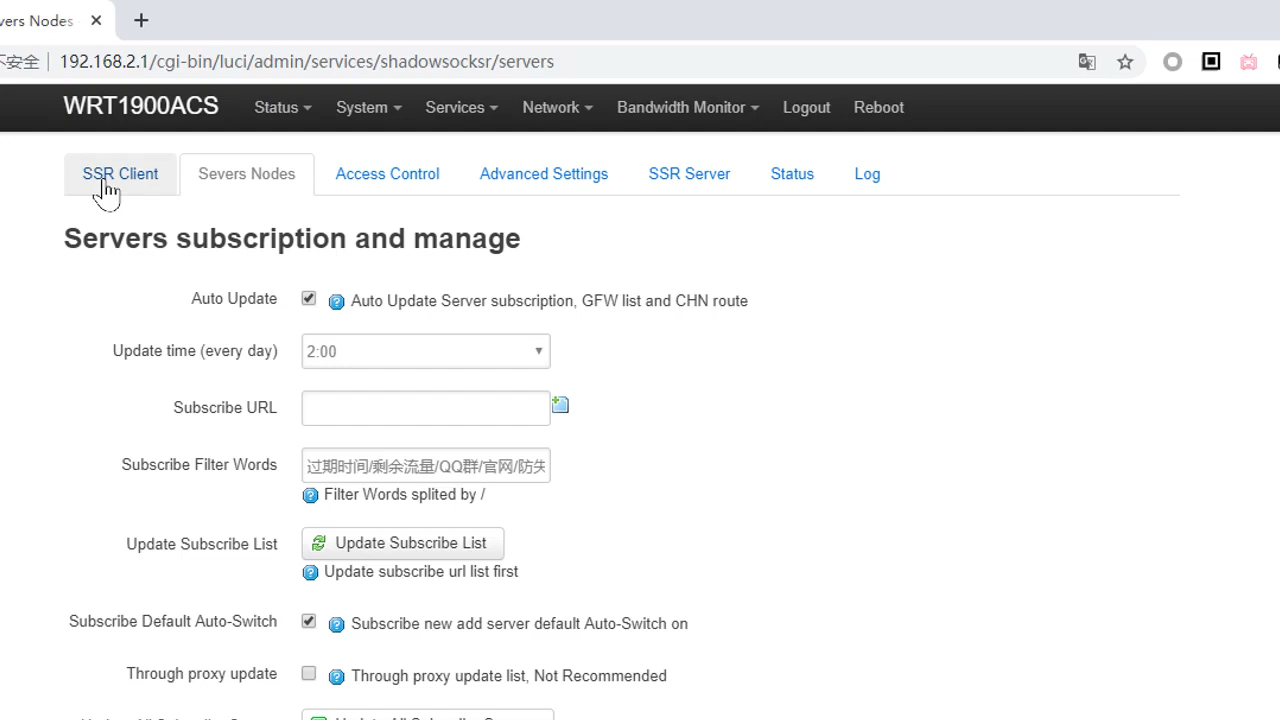 vers Nodes
不安全 192.168.2.1/cgi-bin/luci/admin/services/shadowsocksr/servers
WRT1900ACS Status System Services Network Bandwidth Monitor Logout Reboot
SSR Client Severs Nodes Access Control Advanced Settings SSR Server Status Log
Servers subscription and manage
Auto Update Auto Update Server subscription, GFW list and CHN route
Update time (every day) 2:00
Subscribe URL
Subscribe Filter Words 过期时间/剩余流量/QQ群/官网/防失
Filter Words splited by /
Update Subscribe List Update Subscribe List
Update subscribe url list first
Subscribe Default Auto-Switch Subscribe new add server default Auto-Switch on
Through proxy update Through proxy update list, Not Recommended